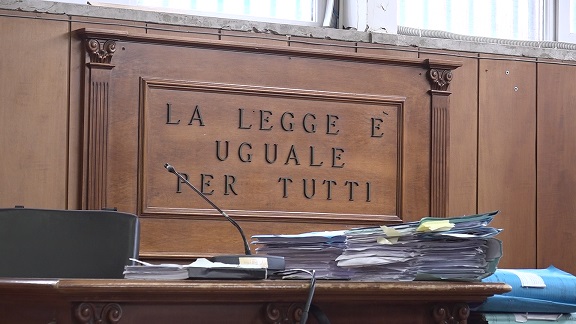 LA LEGGE È
UGUALE
PER TUTTI